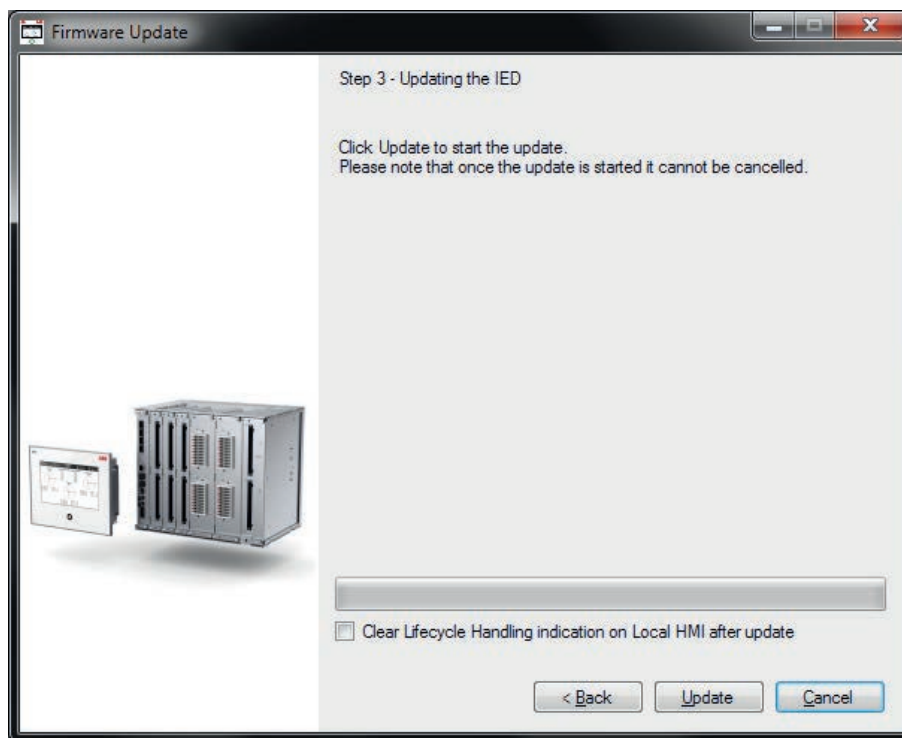 Firmware Update
Step 3 - Updating the IED
Click Update to start the update.
Please note that once the update is started it cannot be cancelled.
ABB
Clear Lifecycle Handling indication on Local HMI after update
< Back
Update
Cancel